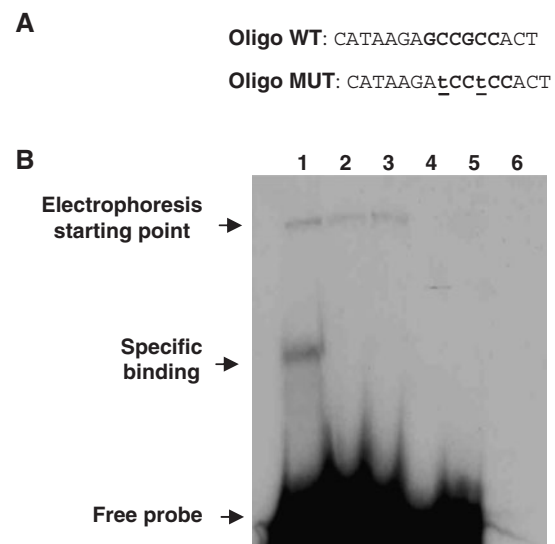 A
Oligo WT: CATAAGAGCCGCCACT
Oligo MUT: CATAAGAtCCtCCACT
B
1 2 3 4 5 6
Electrophoresis
starting point
Specific
binding
Free probe